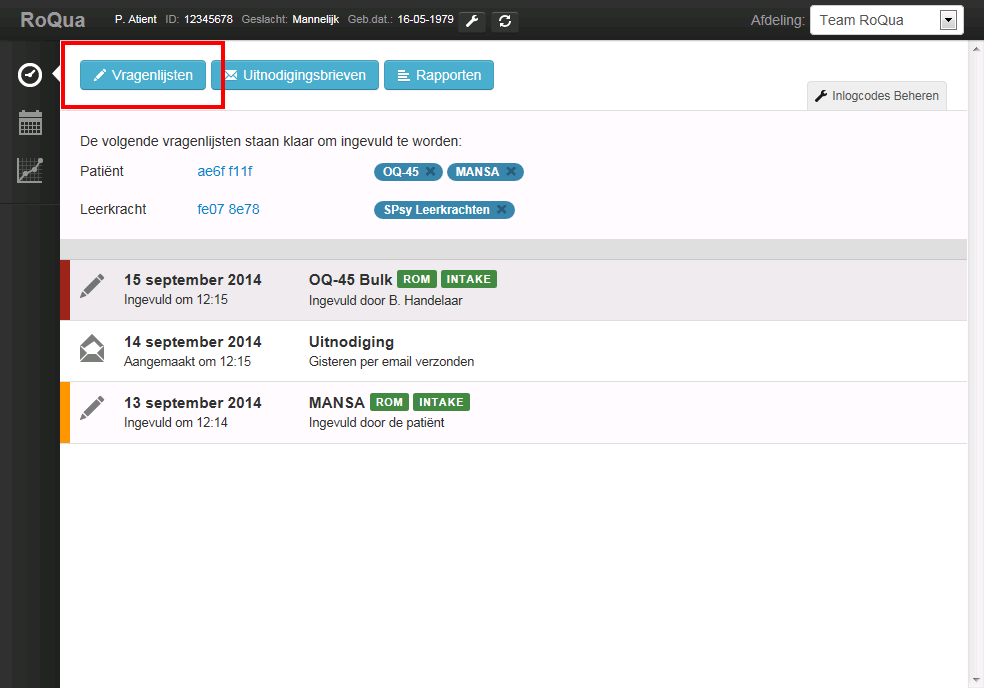 RoQua P. Atient ID: 12345678 Geslacht: Mannelijk Geb.dat.: 16-05-1979 Afdeling: Team RoQua
Vragenlijsten Uitnodigingsbrieven Rapporten
Inlogcodes Beheren
De volgende vragenlijsten staan klaar om ingevuld te worden:
Patiënt ae6f f11f OQ-45 MANSA
Leerkracht fe07 8e78 SPsy Leerkrachten
15 september 2014 OQ-45 Bulk ROM INTAKE
Ingevuld om 12:15 Ingevuld door B. Handelaar
14 september 2014 Uitnodiging
Aangemaakt om 12:15 Gisteren per email verzonden
13 september 2014 MANSA ROM INTAKE
Ingevuld om 12:14 Ingevuld door de patiënt